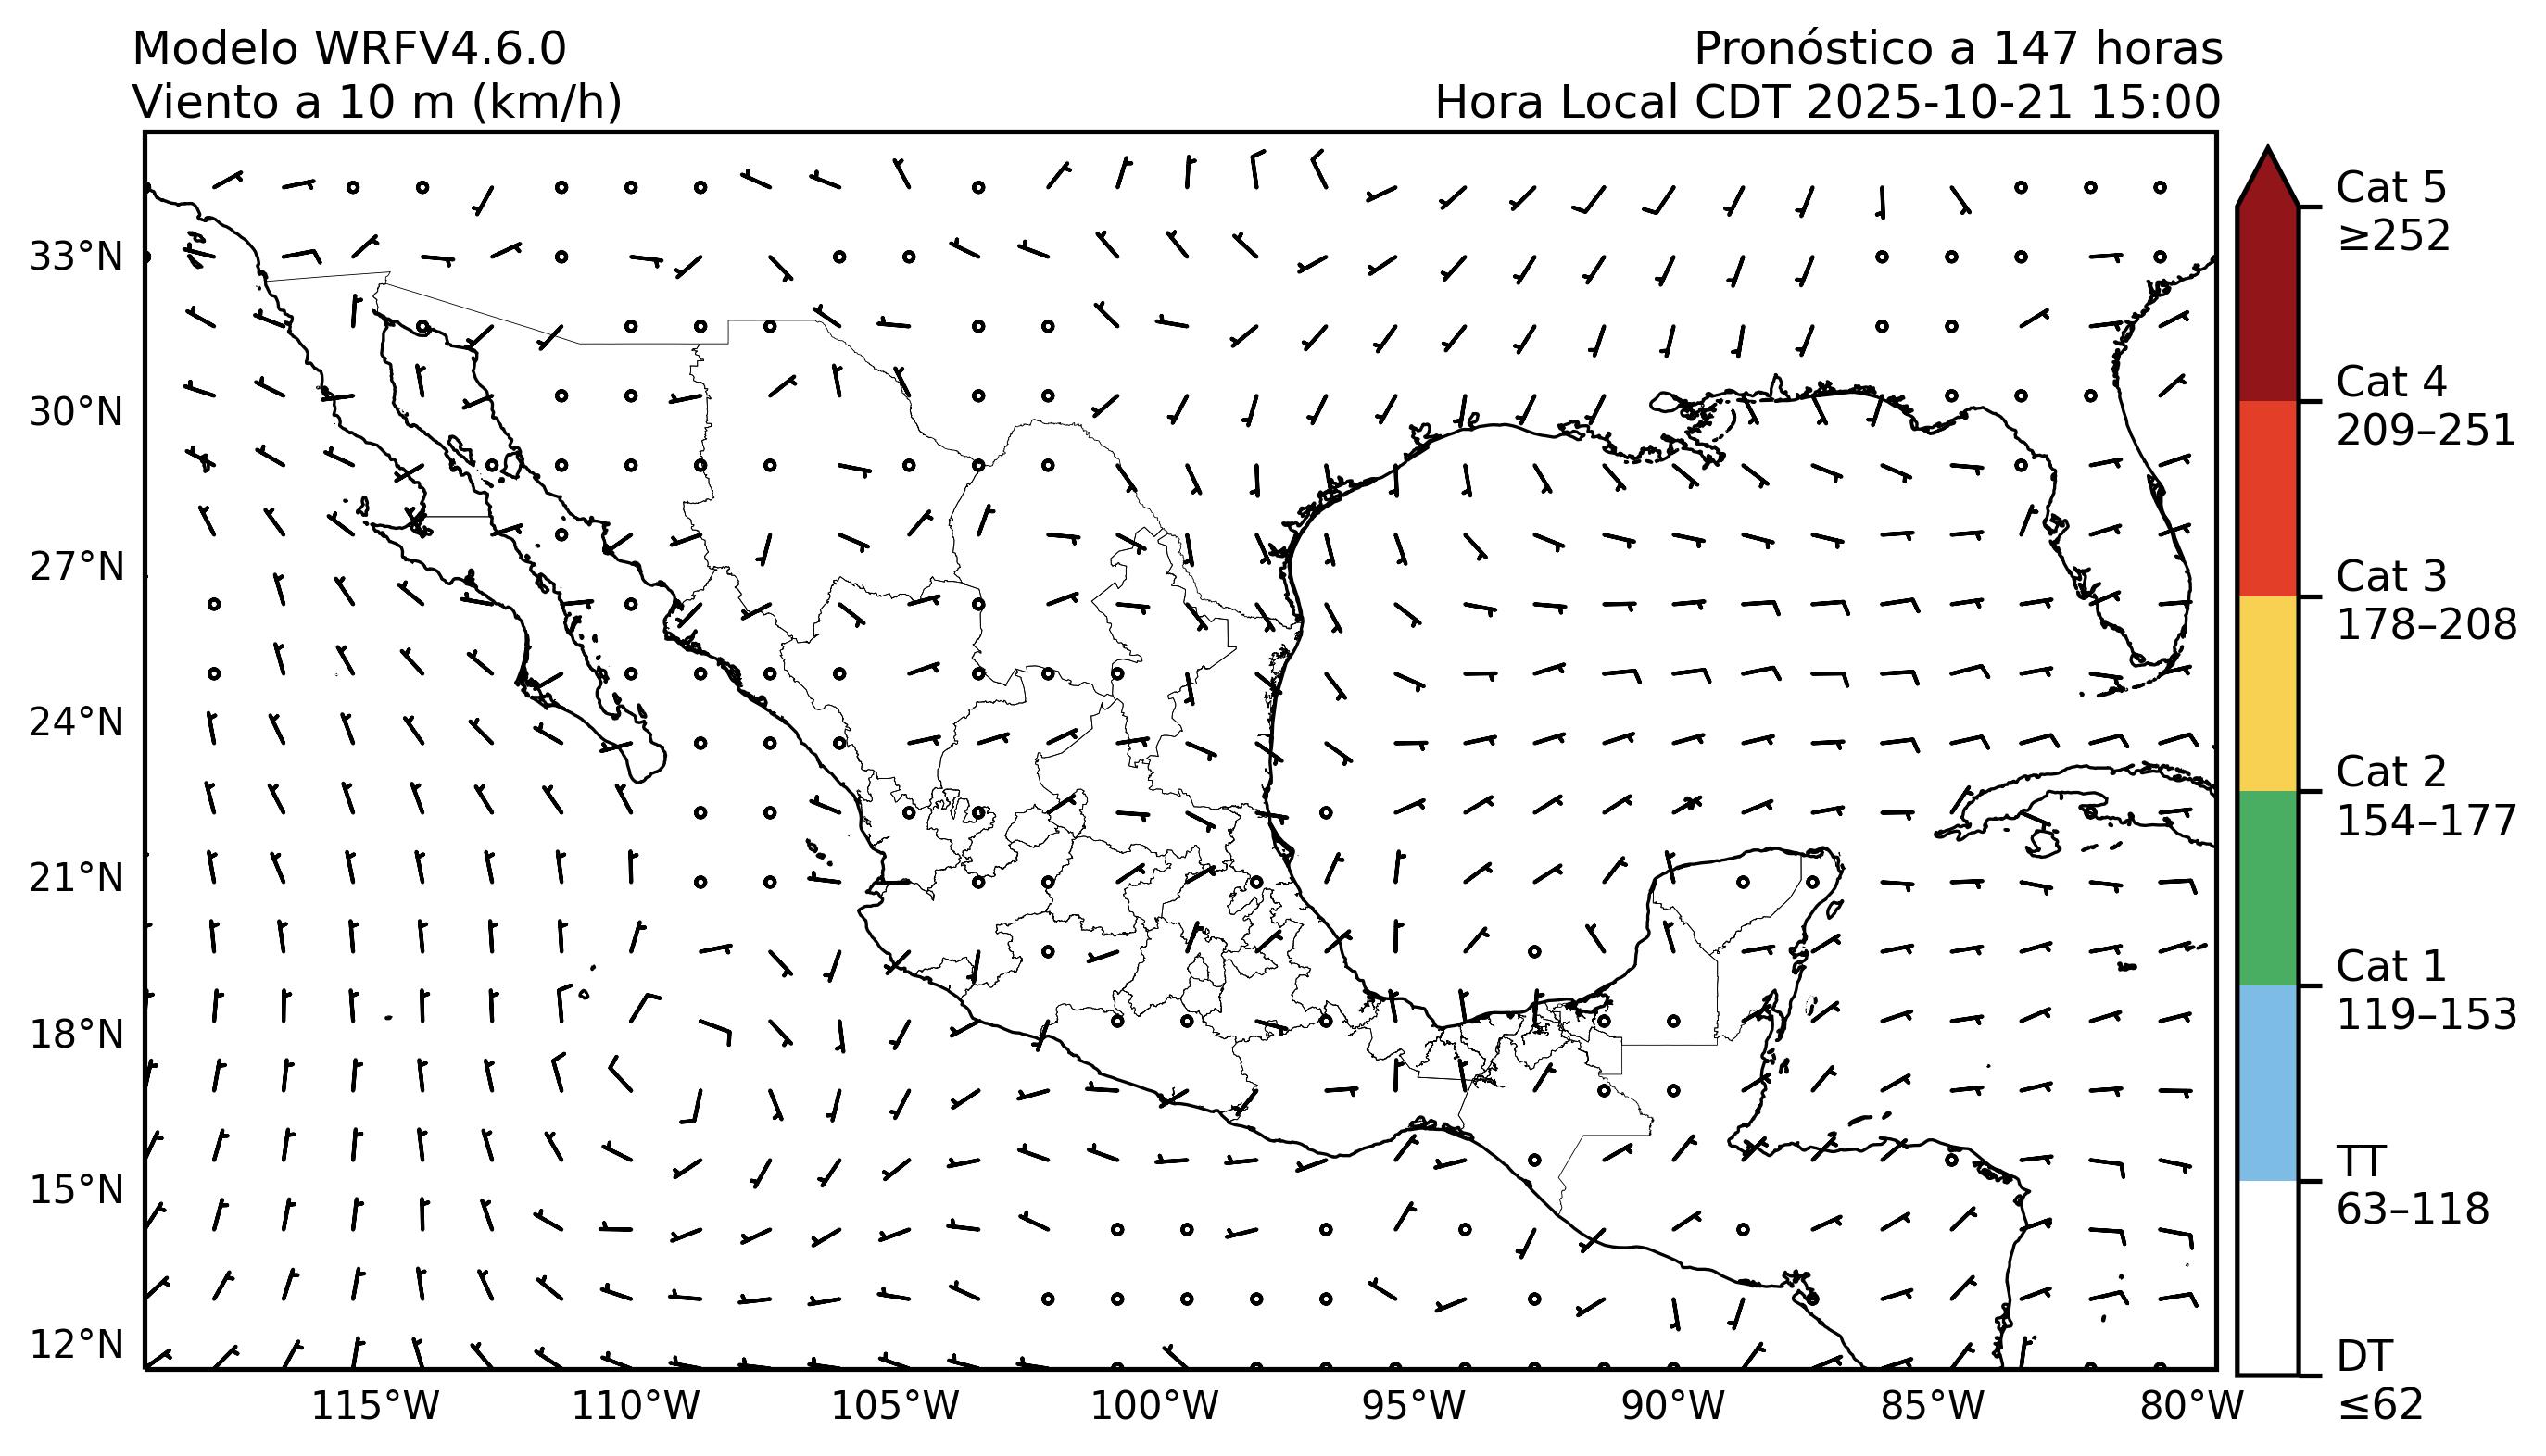 Modelo WRFV4.6.0
Viento a 10 m (km/h)
Pronóstico a 147 horas
Hora Local CDT 2025-10-21 15:00
33°N
30°N
27°N
24°N
21°N
18°N
15°N
12°N
115°W
110°W
105°W
100°W
95°W
90°W
85°W
80°W
Cat 5
≥252
Cat 4
209–251
Cat 3
178–208
Cat 2
154–177
Cat 1
119–153
TT
63–118
DT
≤62